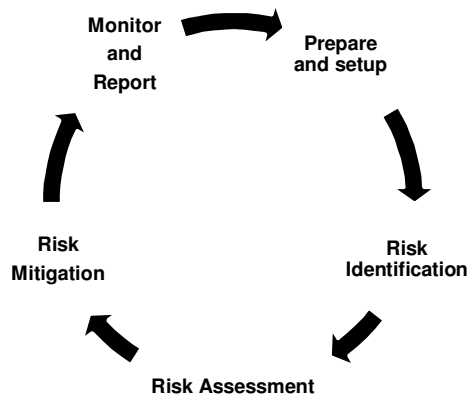 Monitor
and
Report
Prepare
and setup
Risk
Identification
Risk Assessment
Risk
Mitigation